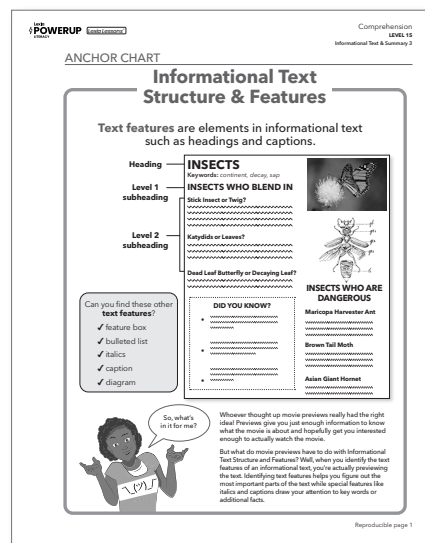 Lexia
POWERUP
LITERACY
Lexia Lessons
Comprehension
LEVEL 15
Informational Text & Summary 3
ANCHOR CHART
Informational Text
Structure & Features
Text features are elements in informational text
such as headings and captions.
Heading
Level 1
subheading
Level 2
subheading
INSECTS
Keywords: continent, decay, sap
INSECTS WHO BLEND IN
Stick Insect or Twig?
Katydids or Leaves?
Dead Leaf Butterfly or Decaying Leaf?
DID YOU KNOW?
INSECTS WHO ARE
DANGEROUS
Maricopa Harvester Ant
Brown Tail Moth
Asian Giant Hornet
Can you find these other
text features?
✓ feature box
✓ bulleted list
✓ italics
✓ caption
✓ diagram
So, what's
in it for me?
¯\_(ツ)_/¯
Whoever thought up movie previews really had the right
idea! Previews give you just enough information to know
what the movie is about and hopefully get you interested
enough to actually watch the movie.
But what do movie previews have to do with Informational
Text Structure and Features? Well, when you identify the text
features of an informational text, you're actually previewing
the text. Identifying text features helps you figure out the
most important parts of the text while special features like
italics and captions draw your attention to key words or
additional facts.
Reproducible page 1